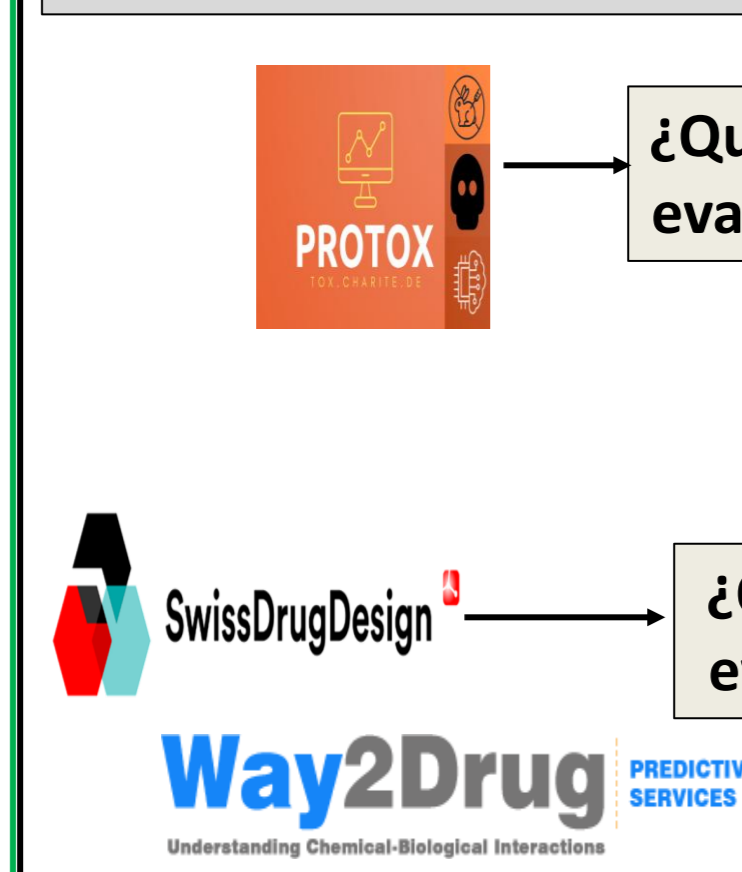 PROTOX
TOX.CHARITE.DE
¿Qu
eva
SwissDrugDesign
¿
e
Way2Drug
PREDICTIV
SERVICES
Understanding Chemical-Biological Interactions